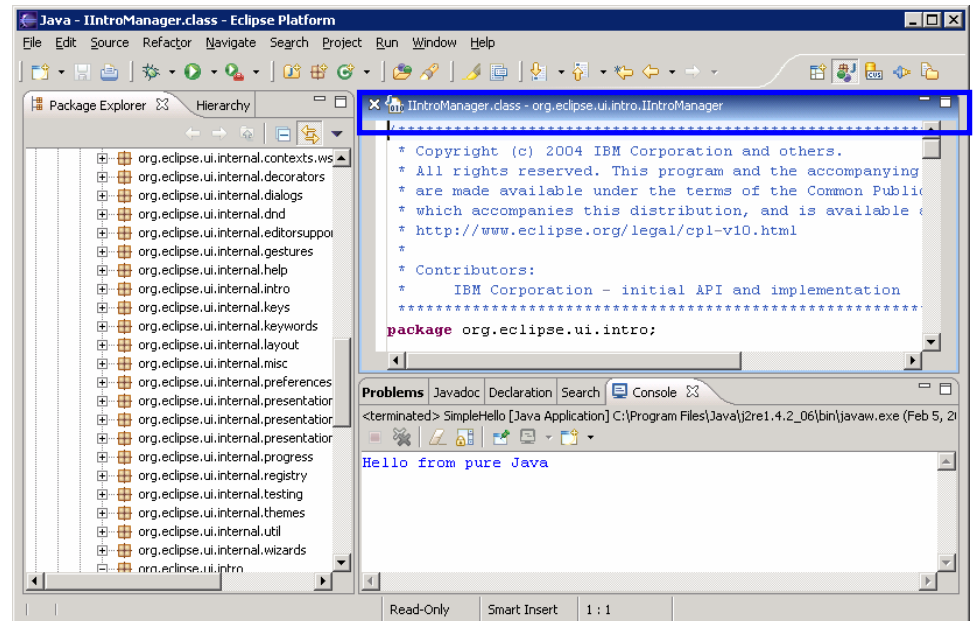 Java - IIntroManager.class - Eclipse Platform
File Edit Source Refactor Navigate Search Project Run Window Help
Package Explorer Hierarchy
org.eclipse.ui.internal.contexts.ws
org.eclipse.ui.internal.decorators
org.eclipse.ui.internal.dialogs
org.eclipse.ui.internal.dnd
org.eclipse.ui.internal.editorsuppor
org.eclipse.ui.internal.gestures
org.eclipse.ui.internal.help
org.eclipse.ui.internal.intro
org.eclipse.ui.internal.keys
org.eclipse.ui.internal.keywords
org.eclipse.ui.internal.layout
org.eclipse.ui.internal.misc
org.eclipse.ui.internal.preferences
org.eclipse.ui.internal.presentation
org.eclipse.ui.internal.presentation
org.eclipse.ui.internal.presentation
org.eclipse.ui.internal.progress
org.eclipse.ui.internal.registry
org.eclipse.ui.internal.testing
org.eclipse.ui.internal.themes
org.eclipse.ui.internal.util
org.eclipse.ui.internal.wizards
org.eclipse.ui.intro
IIntroManager.class - org.eclipse.ui.intro.IIntroManager
* Copyright (c) 2004 IBM Corporation and others.
* All rights reserved. This program and the accompanying
* are made available under the terms of the Common Public
* which accompanies this distribution, and is available a
* http://www.eclipse.org/legal/cpl-v10.html
*
* Contributors:
* IBM Corporation - initial API and implementation
package org.eclipse.ui.intro;
Problems Javadoc Declaration Search Console
<terminated> SimpleHello [Java Application] C:\Program Files\Java\j2re1.4.2_06\bin\javaw.exe (Feb 5, 20
Hello from pure Java
Read-Only Smart Insert 1 : 1